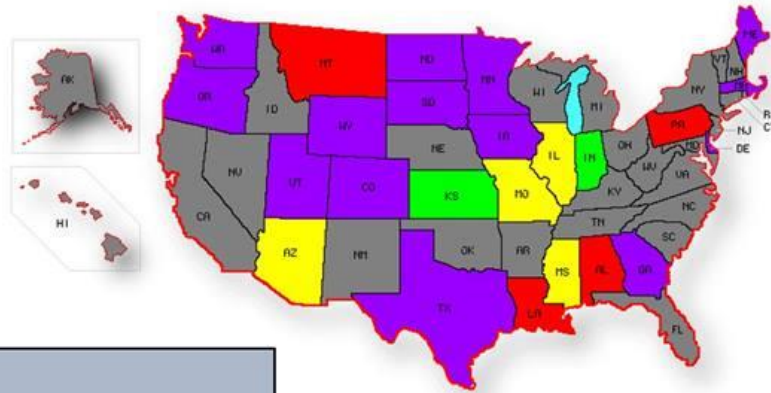 WA
MT
ND
MN
ME
VT
NH
AK
OR
ID
SD
WI
MI
NY
R
C
WY
IA
PA
NJ
NE
IL
IN
OH
MD
DE
NV
UT
CO
KS
MO
WV
VA
KY
CA
HI
NC
TN
AZ
NM
OK
AR
SC
MS
AL
GA
TX
LA
FL